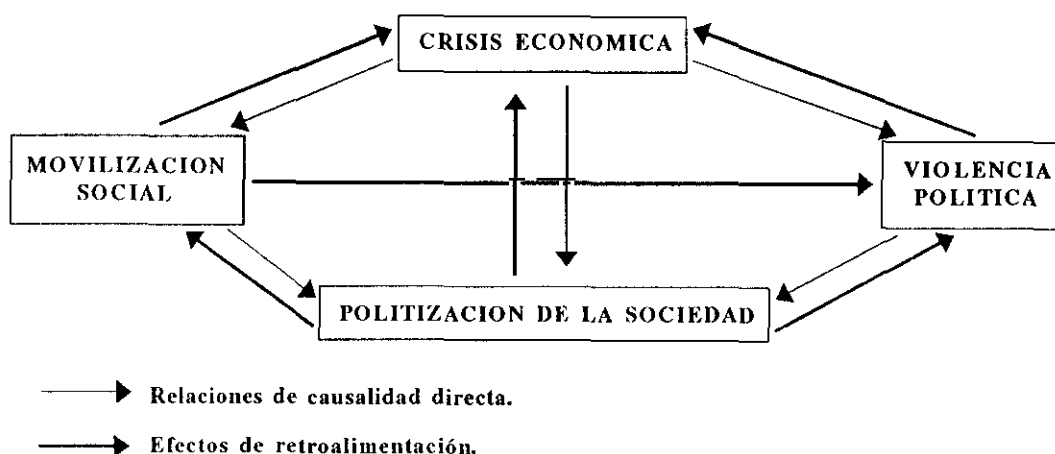 CRISIS ECONOMICA
MOVILIZACION
SOCIAL
VIOLENCIA
POLITICA
POLITIZACION DE LA SOCIEDAD
Relaciones de causalidad directa.
Efectos de retroalimentación.